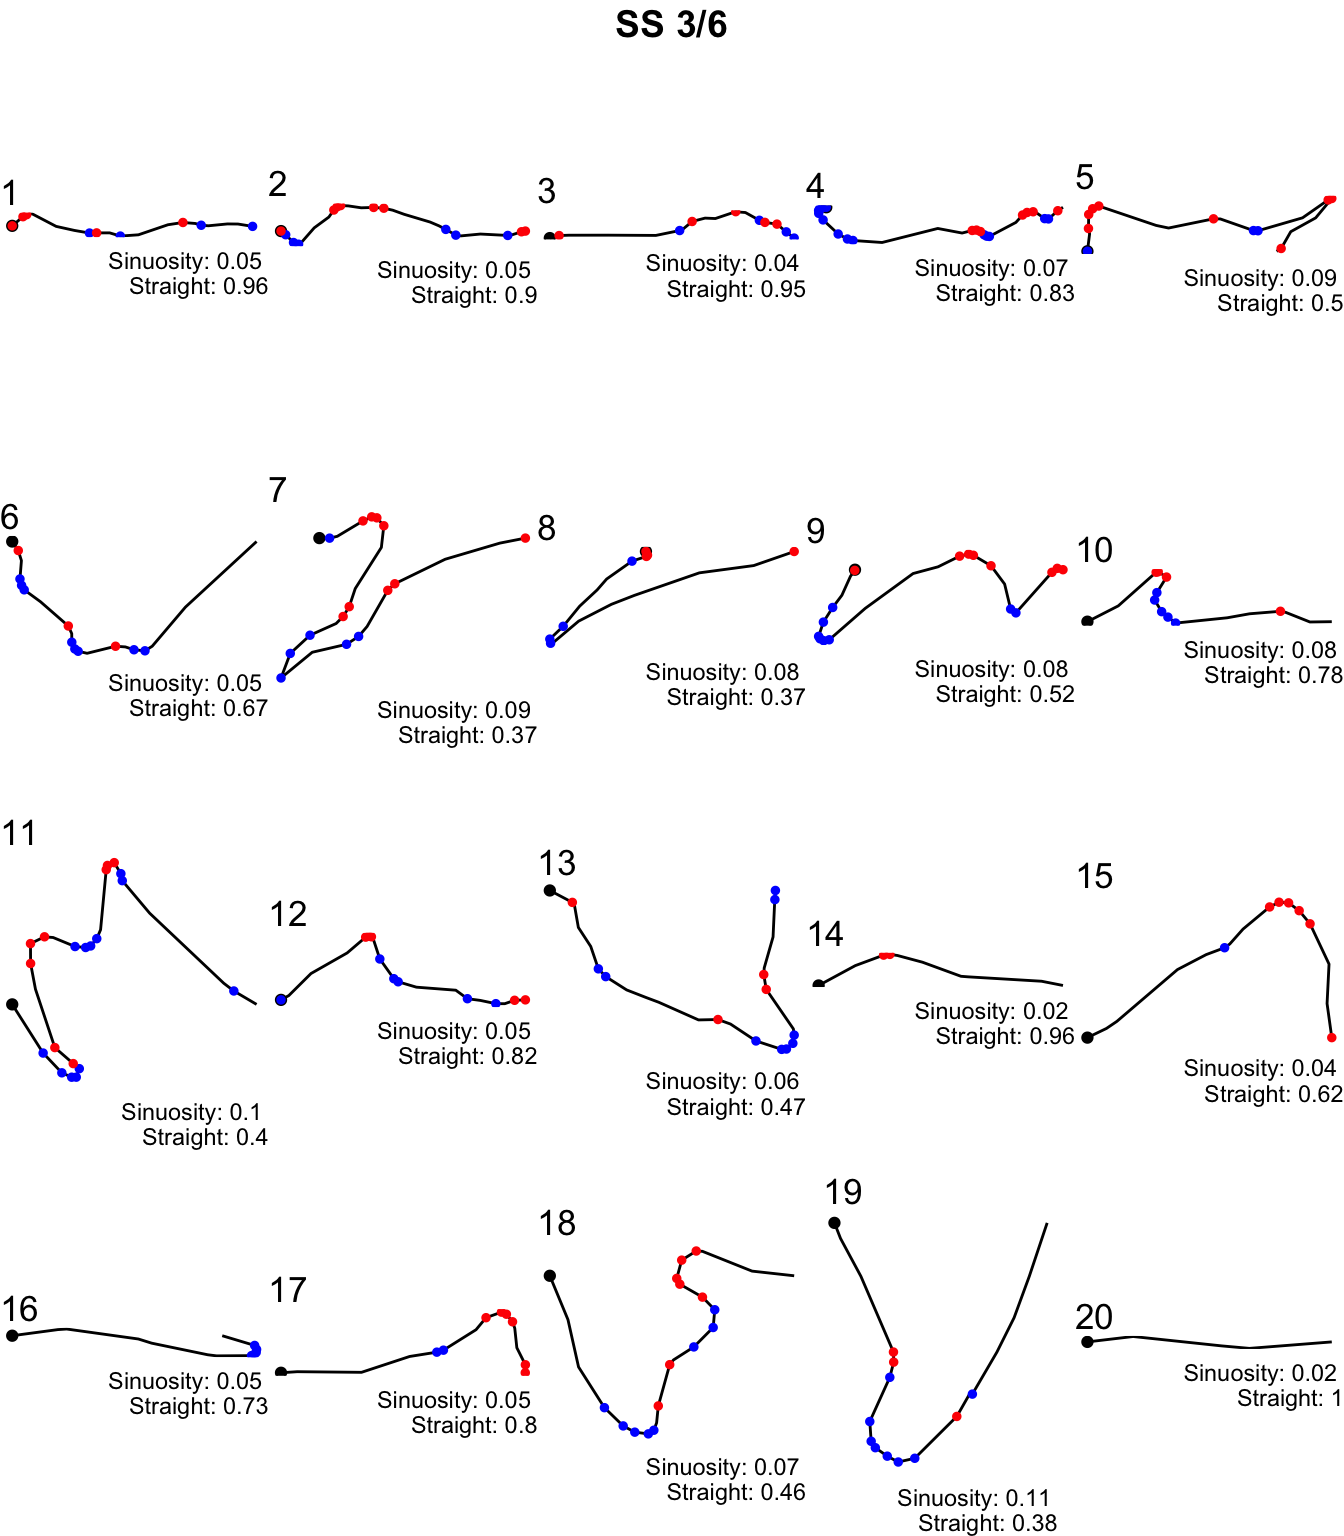 SS 3/6
1
Sinuosity: 0.05
Straight: 0.96
2
Sinuosity: 0.05
Straight: 0.9
3
Sinuosity: 0.04
Straight: 0.95
4
Sinuosity: 0.07
Straight: 0.83
5
Sinuosity: 0.09
Straight: 0.5
6
Sinuosity: 0.05
Straight: 0.67
7
Sinuosity: 0.09
Straight: 0.37
8
Sinuosity: 0.08
Straight: 0.37
9
Sinuosity: 0.08
Straight: 0.52
10
Sinuosity: 0.08
Straight: 0.78
11
Sinuosity: 0.1
Straight: 0.4
12
Sinuosity: 0.05
Straight: 0.82
13
Sinuosity: 0.06
Straight: 0.47
14
Sinuosity: 0.02
Straight: 0.96
15
Sinuosity: 0.04
Straight: 0.62
16
Sinuosity: 0.05
Straight: 0.73
17
Sinuosity: 0.05
Straight: 0.8
18
Sinuosity: 0.07
Straight: 0.46
19
Sinuosity: 0.11
Straight: 0.38
20
Sinuosity: 0.02
Straight: 1